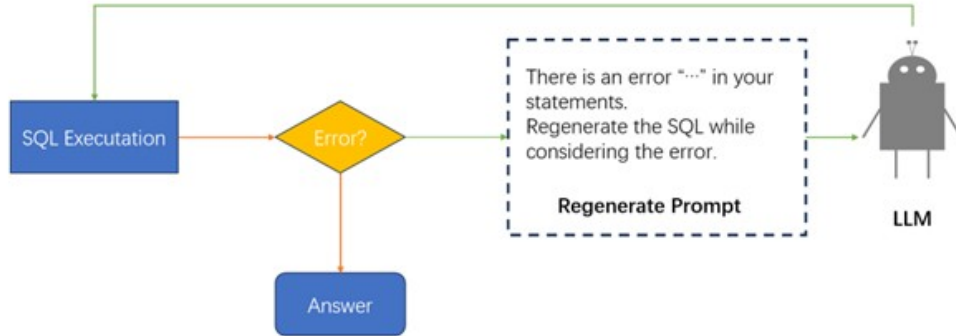 There is an error “···” in your
statements.
Regenerate the SQL while
considering the error.
SQL Executation
Error?
Regenerate Prompt
LLM
Answer